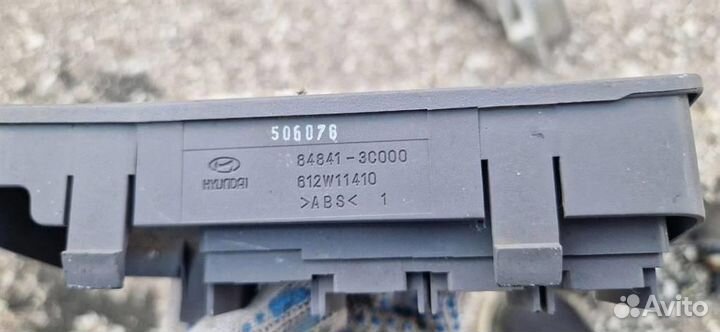 506076
84841-3C000
HYUNDAI
612W11410
>ABS< 1
Avito